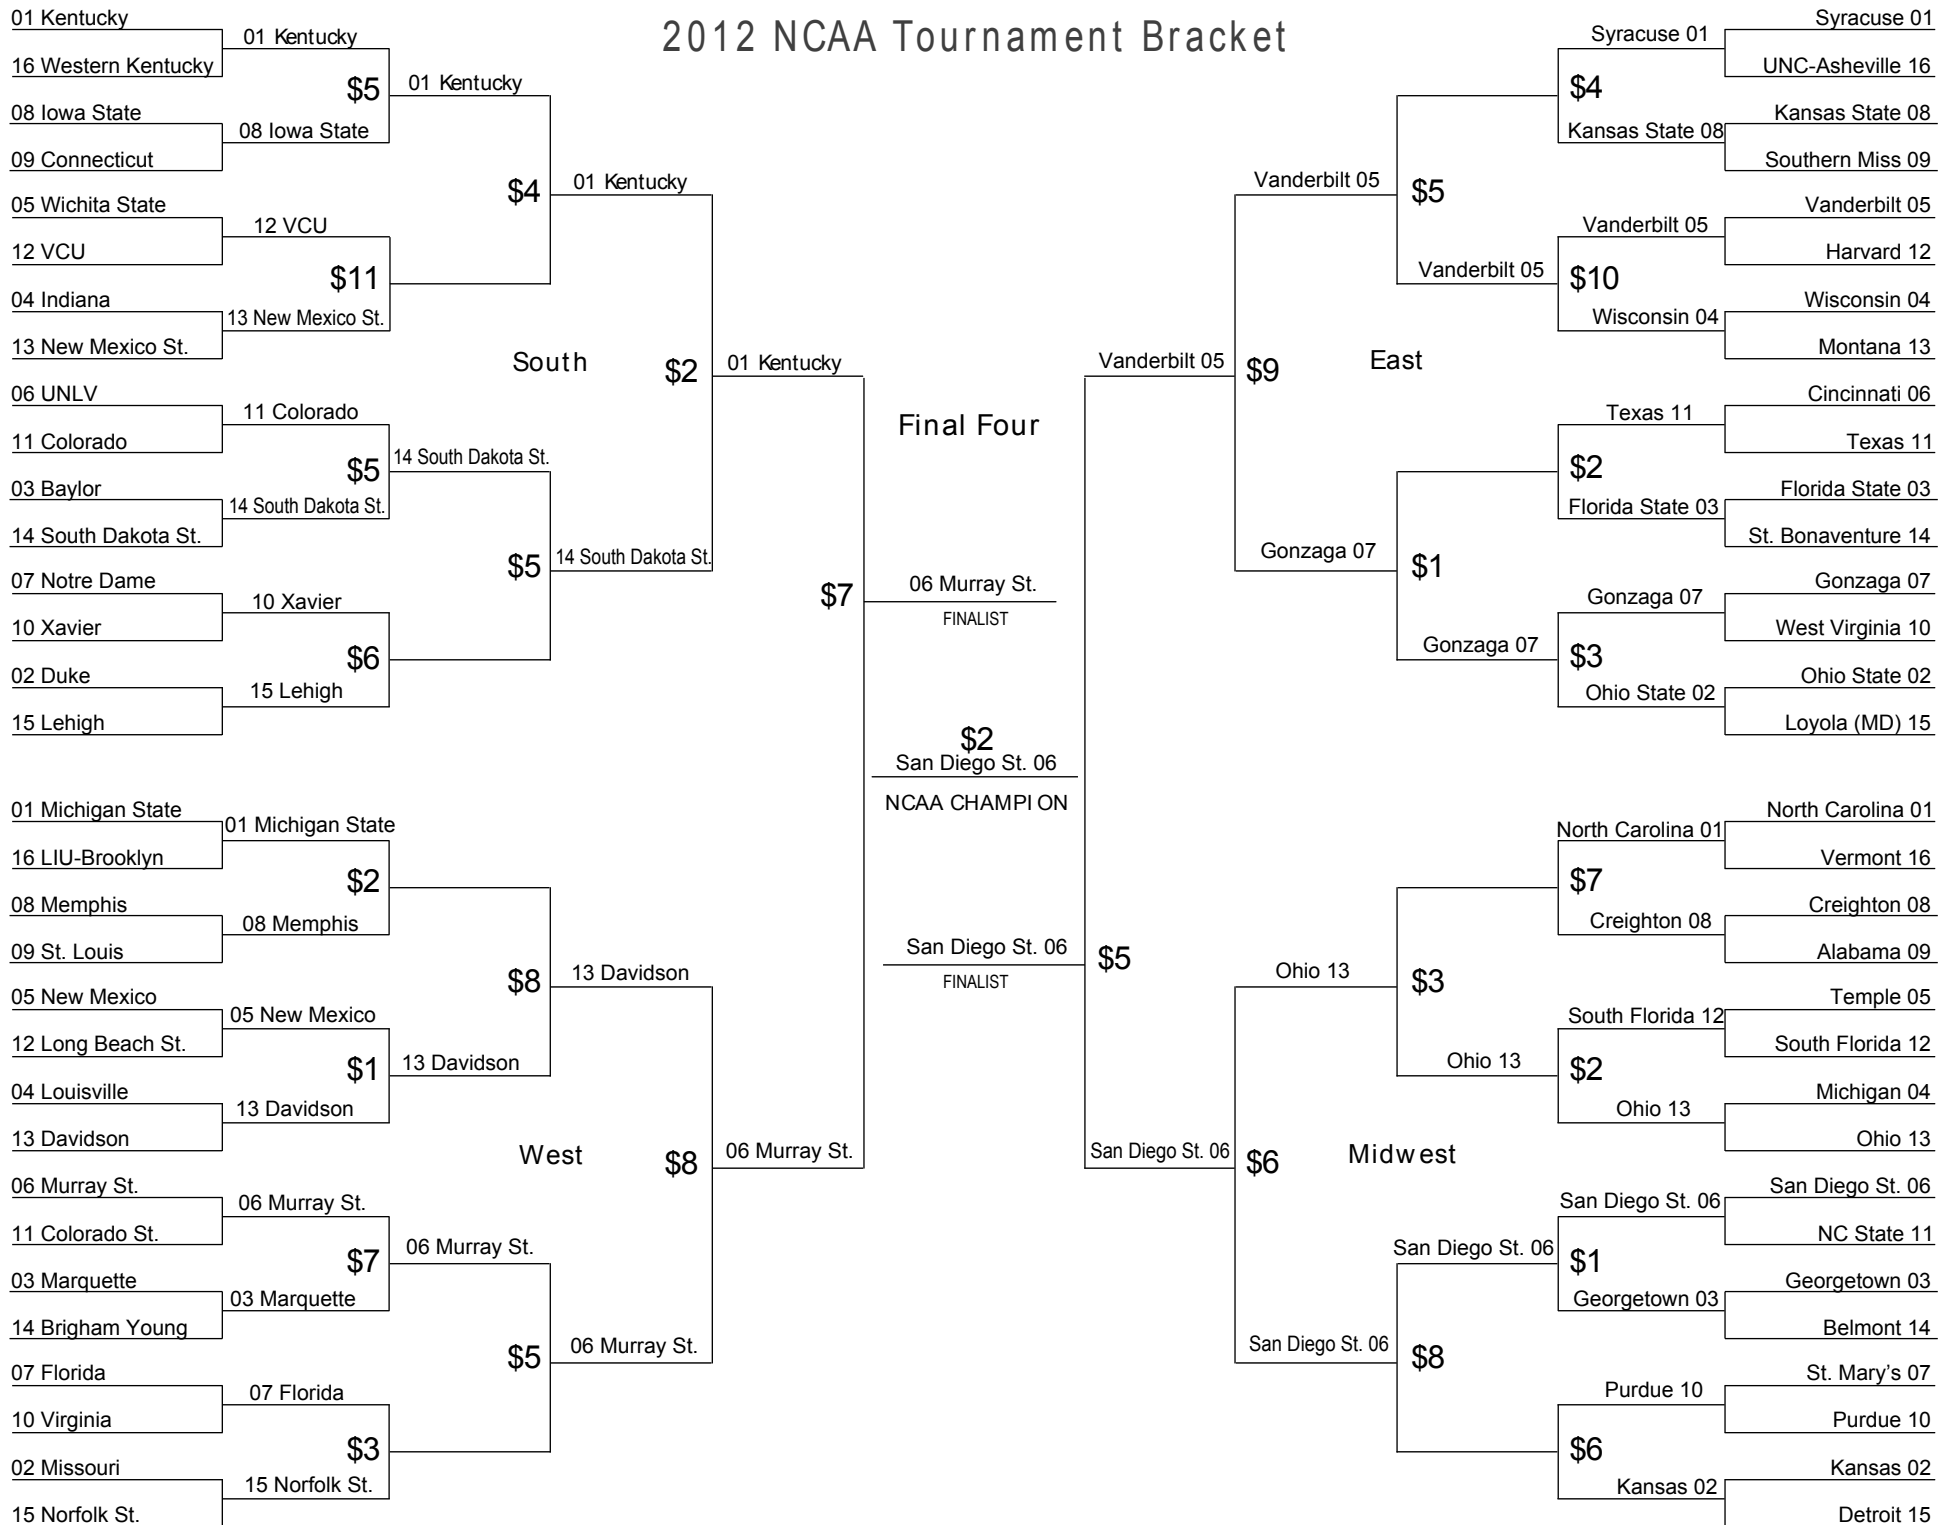 2012 NCAA Tournament Bracket
01 Kentucky
16 Western Kentucky
08 Iowa State
09 Connecticut
05 Wichita State
12 VCU
04 Indiana
13 New Mexico St.
06 UNLV
11 Colorado
03 Baylor
14 South Dakota St.
07 Notre Dame
10 Xavier
02 Duke
15 Lehigh
01 Kentucky
$5
08 Iowa State
12 VCU
$11
13 New Mexico St.
11 Colorado
$5
14 South Dakota St.
10 Xavier
$6
15 Lehigh
01 Kentucky
$4
14 South Dakota St.
$5
01 Kentucky
South
$2
14 South Dakota St.
01 Kentucky
01 Michigan State
16 LIU-Brooklyn
08 Memphis
09 St. Louis
05 New Mexico
12 Long Beach St.
04 Louisville
13 Davidson
06 Murray St.
11 Colorado St.
03 Marquette
14 Brigham Young
07 Florida
10 Virginia
02 Missouri
15 Norfolk St.
01 Michigan State
$2
08 Memphis
05 New Mexico
$1
13 Davidson
06 Murray St.
$7
03 Marquette
07 Florida
$3
15 Norfolk St.
$8
13 Davidson
06 Murray St.
$5
13 Davidson
West
$8
06 Murray St.
06 Murray St.
Final Four
$7
06 Murray St.
FINALIST
$2
San Diego St. 06
NCAA CHAMPION
San Diego St. 06
FINALIST
$5
Vanderbilt 05
Vanderbilt 05
$9
East
Gonzaga 07
$5
Vanderbilt 05
$1
Gonzaga 07
Syracuse 01
$4
Kansas State 08
Vanderbilt 05
$10
Wisconsin 04
Texas 11
$2
Florida State 03
Gonzaga 07
$3
Ohio State 02
Syracuse 01
UNC-Asheville 16
Kansas State 08
Southern Miss 09
Vanderbilt 05
Harvard 12
Wisconsin 04
Montana 13
Cincinnati 06
Texas 11
Florida State 03
St. Bonaventure 14
Gonzaga 07
West Virginia 10
Ohio State 02
Loyola (MD) 15
San Diego St. 06
Ohio 13
$6
Midwest
San Diego St. 06
$3
Ohio 13
San Diego St. 06
$8
North Carolina 01
$7
Creighton 08
South Florida 12
$2
Ohio 13
San Diego St. 06
$1
Georgetown 03
Purdue 10
$6
Kansas 02
North Carolina 01
Vermont 16
Creighton 08
Alabama 09
Temple 05
South Florida 12
Michigan 04
Ohio 13
San Diego St. 06
NC State 11
Georgetown 03
Belmont 14
St. Mary’s 07
Purdue 10
Kansas 02
Detroit 15